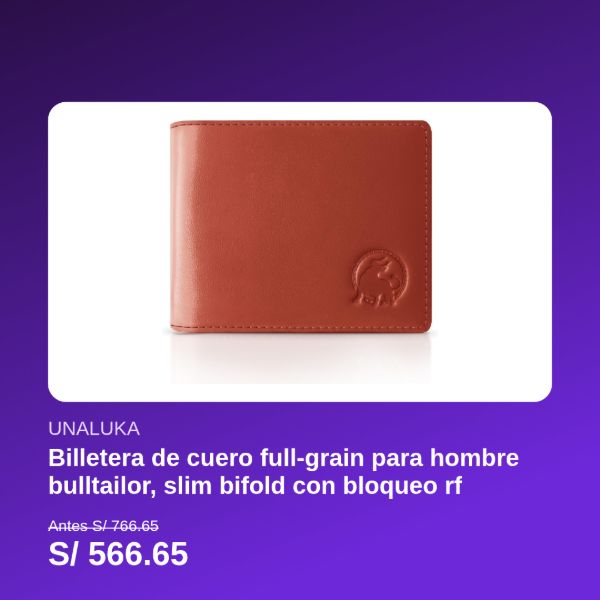 UNALUKA
Billetera de cuero full-grain para hombre
bulltailor, slim bifold con bloqueo rf
Antes S/ 766.65
S/ 566.65